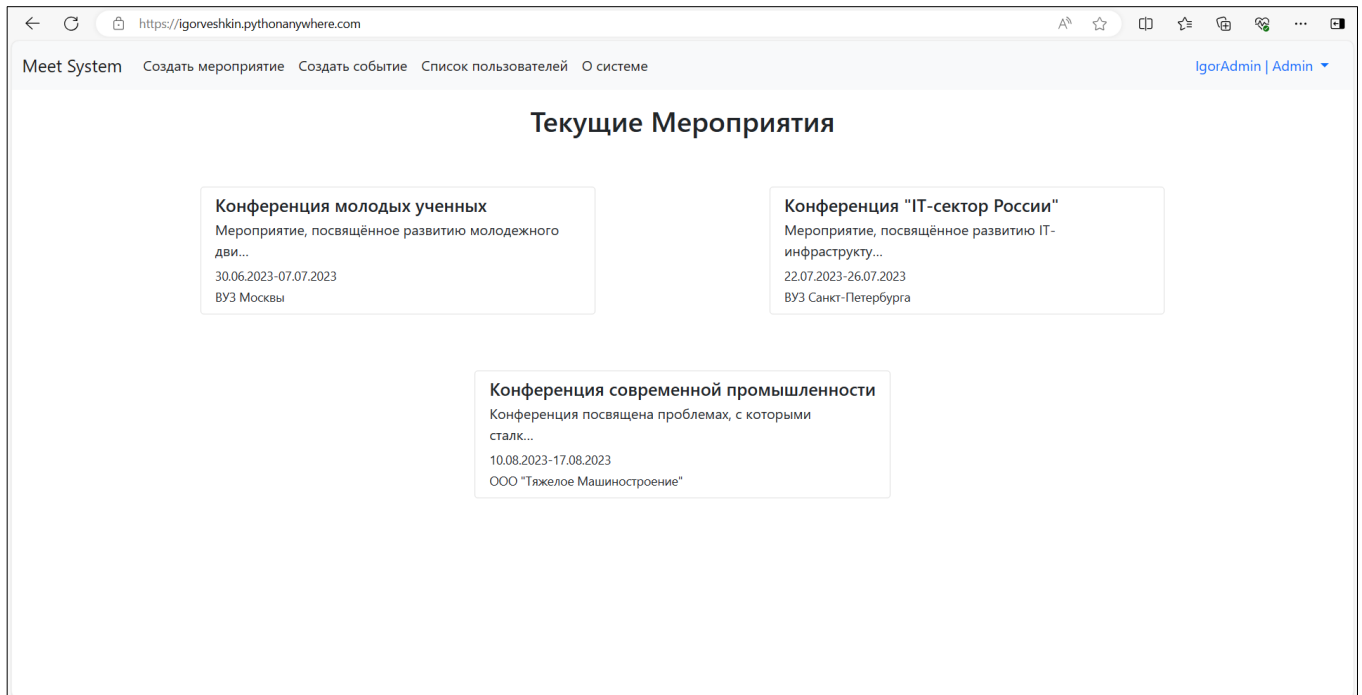 https://igorveshkin.pythonanywhere.com
Meet System Создать мероприятие Создать событие Список пользователей О системе IgorAdmin | Admin
Текущие Мероприятия
Конференция молодых ученных
Мероприятие, посвящённое развитию молодежного
дви...
30.06.2023-07.07.2023
ВУЗ Москвы
Конференция "IT-сектор России"
Мероприятие, посвящённое развитию IT-
инфраструкту...
22.07.2023-26.07.2023
ВУЗ Санкт-Петербурга
Конференция современной промышленности
Конференция посвящена проблемах, с которыми
сталк...
10.08.2023-17.08.2023
ООО "Тяжелое Машиностроение"